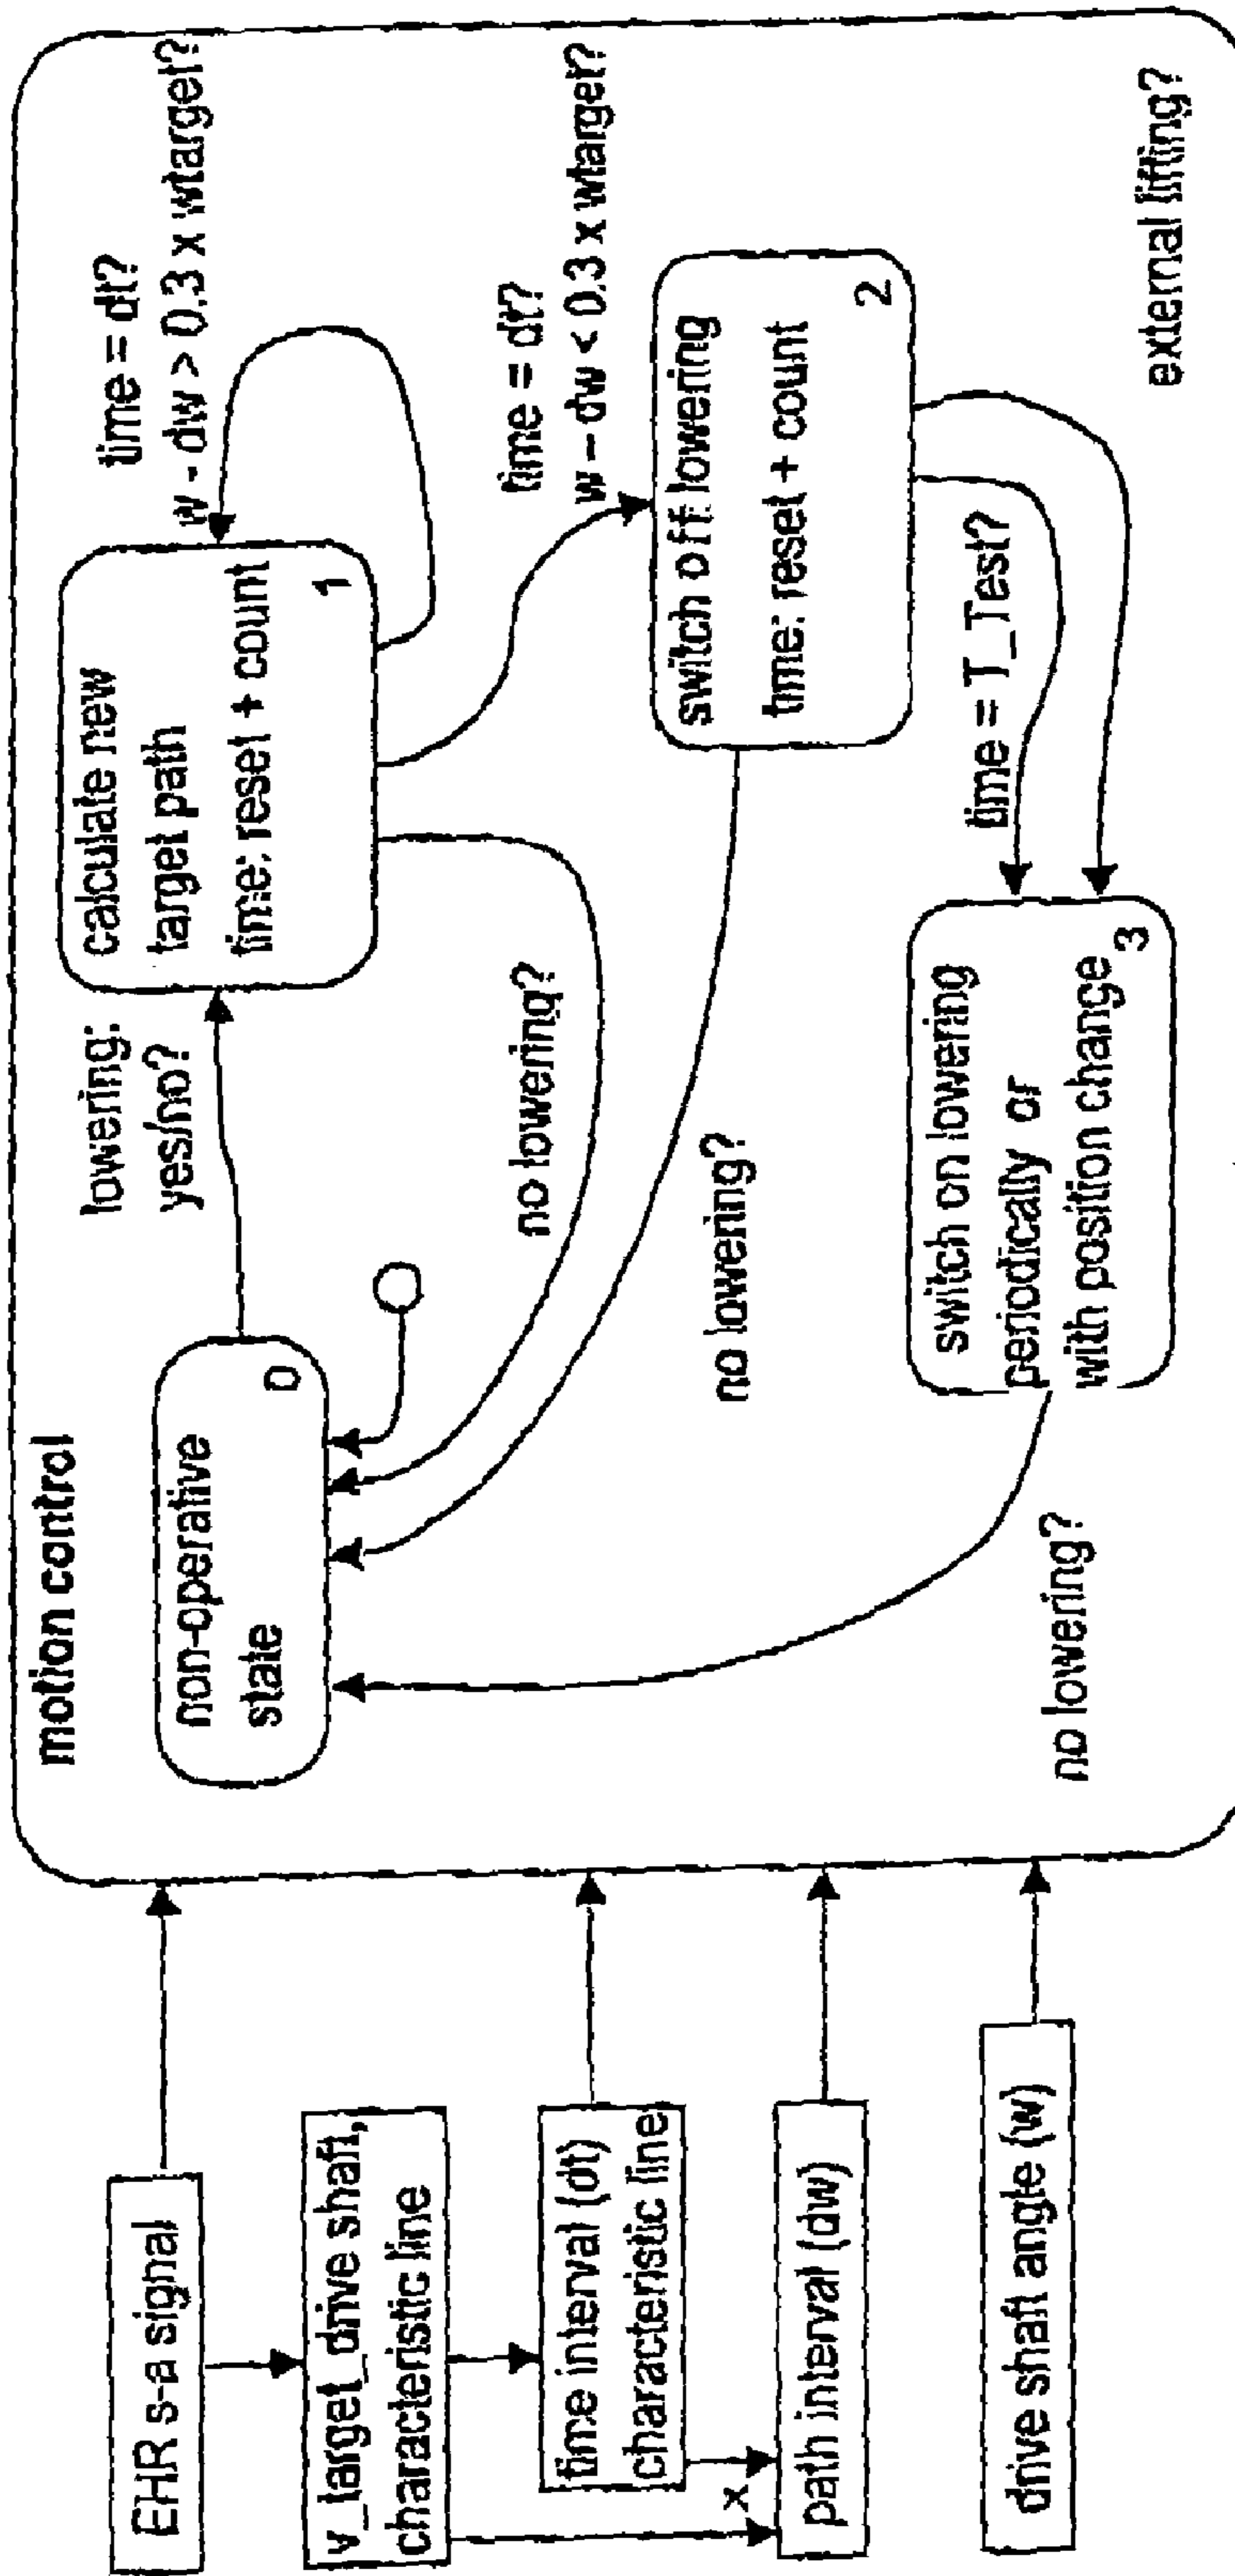 EHR s-a signal
v_target_drive shaft,
characteristic line
time interval (dt)
characteristic line
x
path interval (dw)
drive shaft angle (w)
motion control
non-operative
state
0
lowering:
yes/no?
calculate new
target path
time: reset + count
1
time = dt?
w - dw > 0.3 x wtarget?
no lowering?
time = dt?
w – dw < 0.3 x wtarget?
switch off lowering
time: reset + count
2
no lowering?
time = T_Test?
switch on lowering
periodically or
with position change
3
no lowering?
external lifting?